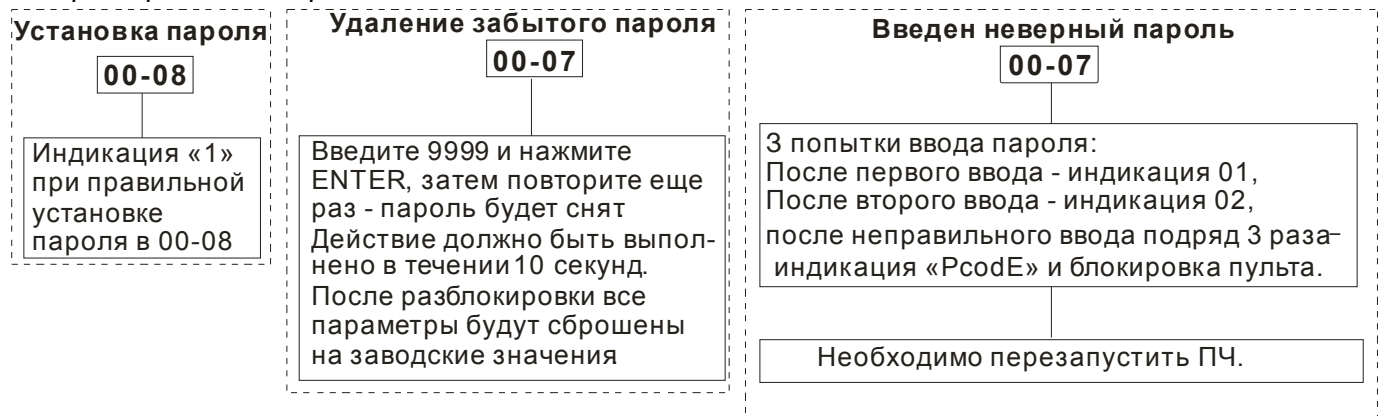 Установка пароля
00-08
Индикация «1»
при правильной
установке
пароля в 00-08
Удаление забытого пароля
00-07
Введите 9999 и нажмите
ENTER, затем повторите еще
раз - пароль будет снят
Действие должно быть выпол-
нено в течении 10 секунд.
После разблокировки все
параметры будут сброшены
на заводские значения
Введен неверный пароль
00-07
3 попытки ввода пароля:
После первого ввода - индикация 01,
После второго ввода - индикация 02,
после неправильного ввода подряд 3 раза–
индикация «PcodE» и блокировка пульта.
Необходимо перезапустить ПЧ.